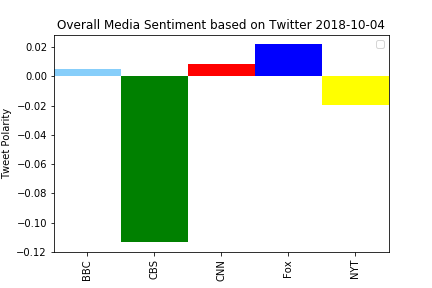 Overall Media Sentiment based on Twitter 2018-10-04
0.02
0.00
−0.02
−0.04
−0.06
−0.08
−0.10
−0.12
Tweet Polarity
BBC
CBS
CNN
Fox
NYT